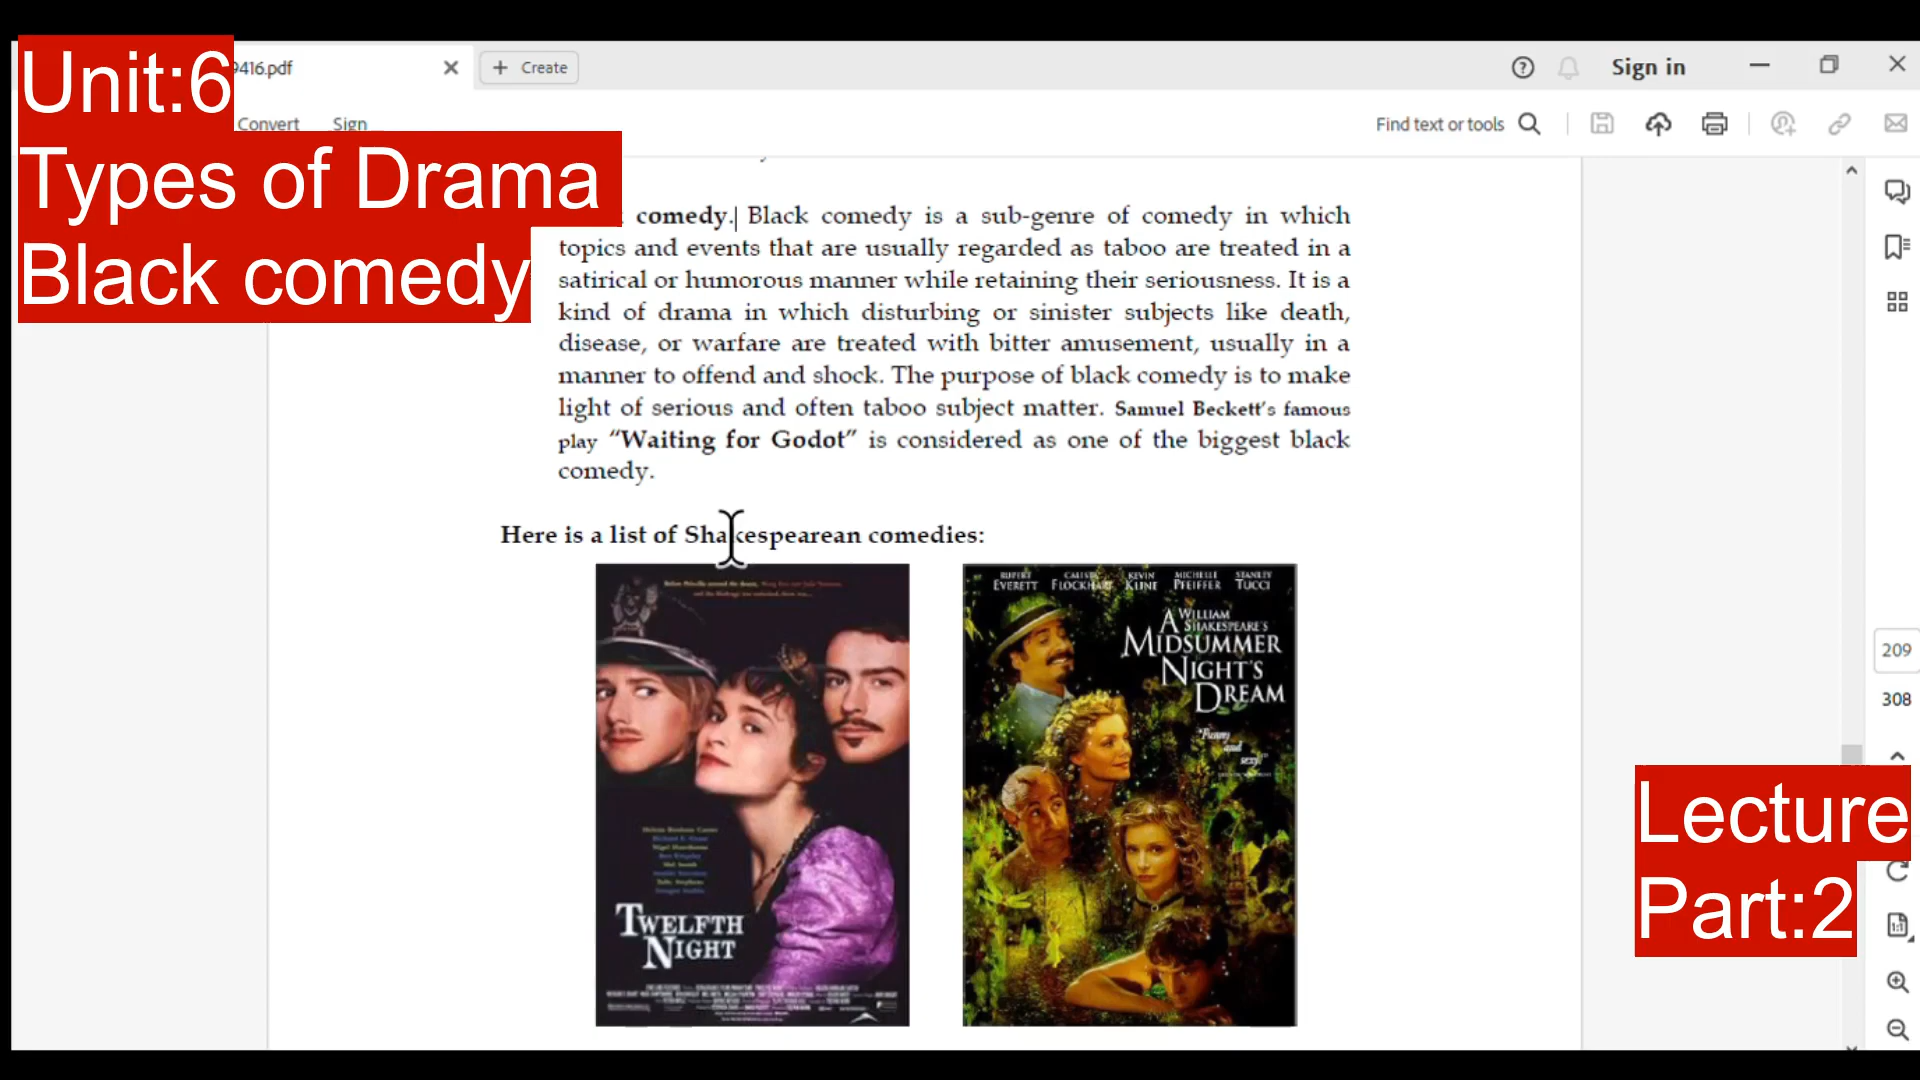 Unit:6
Types of Drama
Black comedy
9416.pdf
Create
Sign in
Convert Sign
Find text or tools
comedy. Black comedy is a sub-genre of comedy in which
topics and events that are usually regarded as taboo are treated in a
satirical or humorous manner while retaining their seriousness. It is a
kind of drama in which disturbing or sinister subjects like death,
disease, or warfare are treated with bitter amusement, usually in a
manner to offend and shock. The purpose of black comedy is to make
light of serious and often taboo subject matter. Samuel Beckett's famous
play "Waiting for Godot" is considered as one of the biggest black
comedy.
Here is a list of Shakespearean comedies:
TWELFTH
NIGHT
RUPERT EVERETT CALISTA FLOCKHART KEVIN KLINE MICHELLE PFEIFFER STANLEY TUCCI
WILLIAM
SHAKESPEARE'S
A MIDSUMMER
NIGHT'S
DREAM
"Funny
and
sexy!"
209
308
Lecture
Part:2